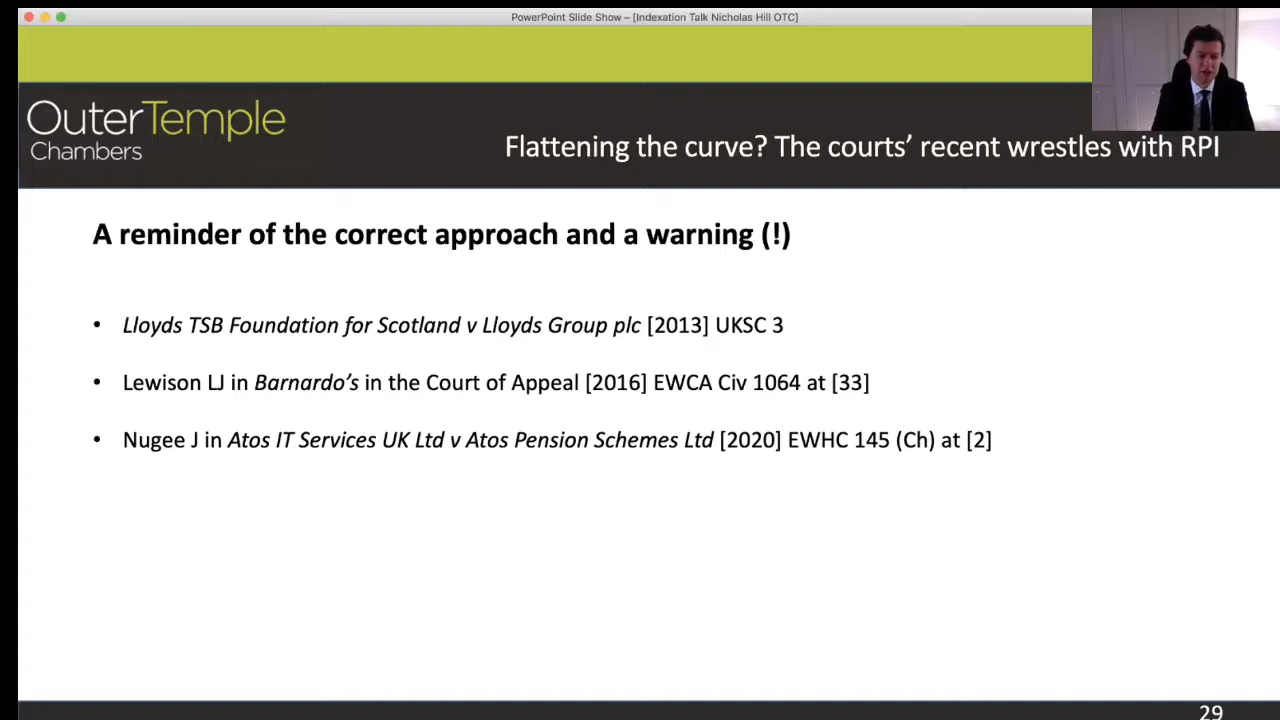 PowerPoint Slide Show – [Indexation Talk Nicholas Hill OTC]
OuterTemple
Chambers
Flattening the curve? The courts’ recent wrestles with RPI
A reminder of the correct approach and a warning (!)
• Lloyds TSB Foundation for Scotland v Lloyds Group plc [2013] UKSC 3
• Lewison LJ in Barnardo’s in the Court of Appeal [2016] EWCA Civ 1064 at [33]
• Nugee J in Atos IT Services UK Ltd v Atos Pension Schemes Ltd [2020] EWHC 145 (Ch) at [2]
29